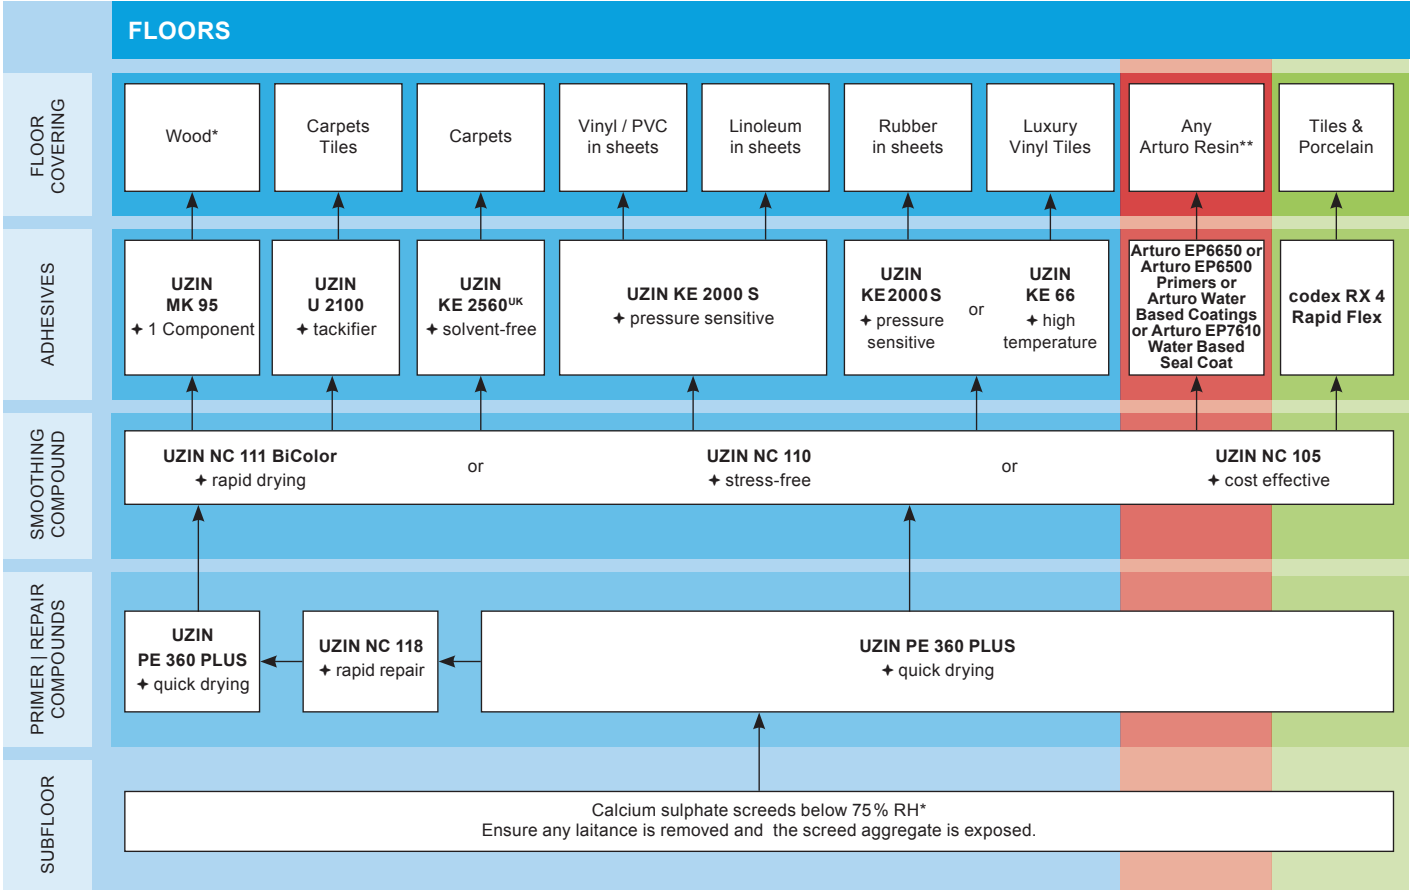 FLOORS
FLOOR
COVERING
Wood*
Carpets
Tiles
Carpets
Vinyl / PVC
in sheets
Linoleum
in sheets
Rubber
in sheets
Luxury
Vinyl Tiles
Any
Arturo Resin**
Tiles &
Porcelain
ADHESIVES
UZIN
MK 95
✦ 1 Component
UZIN
U 2100
✦ tackifier
UZIN
KE 2560UK
✦ solvent-free
UZIN KE 2000 S
✦ pressure sensitive
UZIN
KE 2000 S
✦ pressure
sensitive
or
UZIN
KE 66
✦ high
temperature
Arturo EP6650 or
Arturo EP6500
Primers or
Arturo Water
Based Coatings
or Arturo EP7610
Water Based
Seal Coat
codex RX 4
Rapid Flex
SMOOTHING
COMPOUND
UZIN NC 111 BiColor
✦ rapid drying
or
UZIN NC 110
✦ stress-free
or
UZIN NC 105
✦ cost effective
PRIMER | REPAIR
COMPOUNDS
UZIN
PE 360 PLUS
✦ quick drying
UZIN NC 118
✦ rapid repair
UZIN PE 360 PLUS
✦ quick drying
SUBFLOOR
Calcium sulphate screeds below 75% RH*
Ensure any laitance is removed and the screed aggregate is exposed.